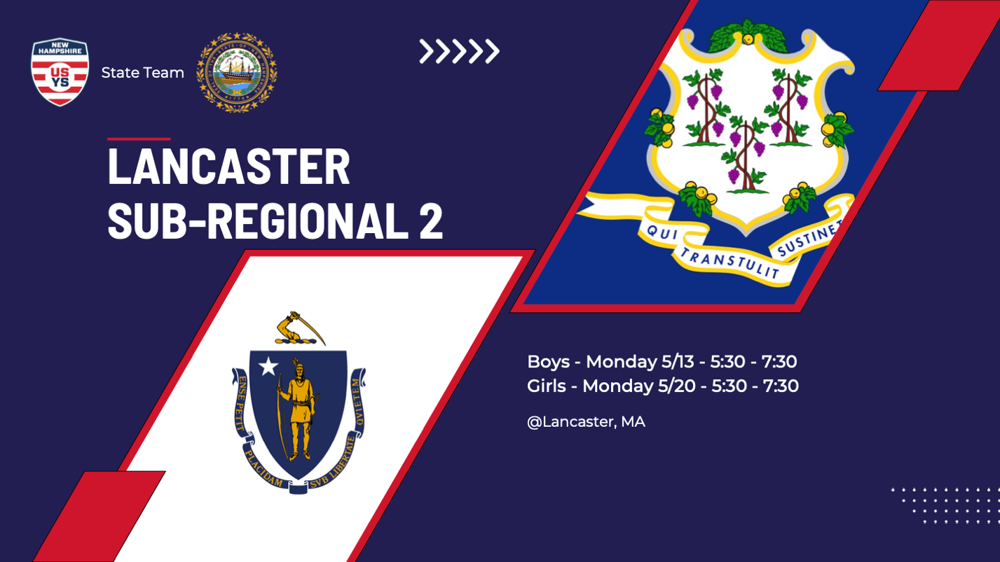 NEW
HAMPSHIRE
US
YS
State Team
LANCASTER
SUB-REGIONAL 2
QUI
TRANSTULIT
SUSTINET
ENSE PETIT
PLACIDAM
SVB LIBERTATE
QVIETEM
Boys - Monday 5/13 - 5:30 - 7:30
Girls - Monday 5/20 - 5:30 - 7:30
@Lancaster, MA